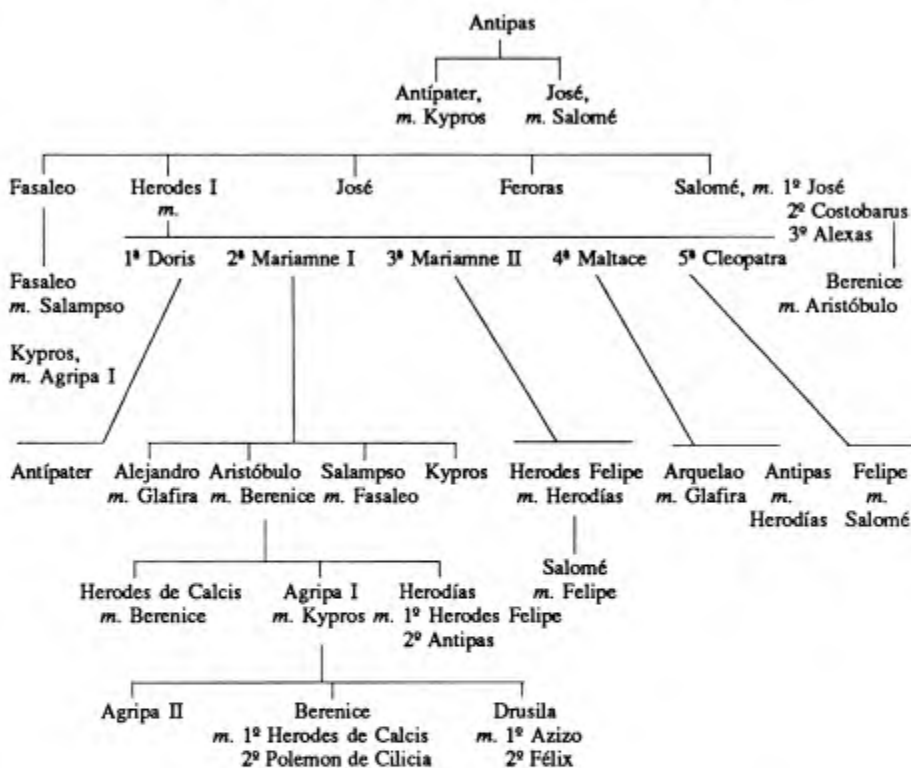 Antipas
Antípater, José,
m. Kypros m. Salomé
Fasaleo Herodes I José Feroras Salomé, m. 1º José
m. 2º Costobarus
3º Alexas
1ª Doris 2ª Mariamne I 3ª Mariamne II 4ª Maltace 5ª Cleopatra
Fasaleo Berenice
m. Salampso m. Aristóbulo
Kypros,
m. Agripa I
Antípater Alejandro Aristóbulo Salampso Kypros Herodes Felipe Arquelao Antipas Felipe
m. Glafira m. Berenice m. Fasaleo m. Herodías m. Glafira m. m.
Herodías Salomé
Salomé
m. Felipe
Herodes de Calcis Agripa I Herodías
m. Berenice m. Kypros m. 1º Herodes Felipe
2º Antipas
Agripa II Berenice Drusila
m. 1º Herodes de Calcis m. 1º Azizo
2º Polemon de Cilicia 2º Félix